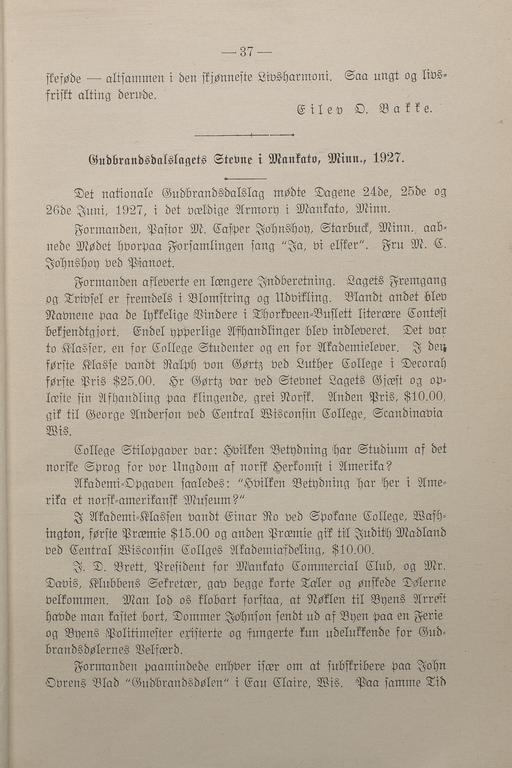 — 37 —
skeføde — altsammen i den skjønneste Livsharmoni. Saa ungt og livs-
friskt alting derude.
Eilev O. Bakke.
Gudbrandsdalslagets Stevne i Mankato, Minn., 1927.
Det nationale Gudbrandsdalslag mødte Dagene 24de, 25de og
26de Juni, 1927, i det vældige Armory i Mankato, Minn.
Formanden, Pastor M. Casper Johnshoy, Starbuck, Minn. aab-
nede Mødet hvorpaa Forsamlingen sang "Ja, vi elsker". Fru M. C.
Johnshoy ved Pianoet.
Formanden afleverte en længere Indberetning. Lagets Fremgang
og Trivsel er fremdels i Blomstring og Udvikling. Blandt andet blev
Navnene paa de lykkelige Vindere i Thorkveen-Buslett literære Contest
bekjendtgjort. Endel ypperlige Afhandlinger blev indleveret. Det var
to Klasser, en for College Studenter og en for Akademielever. I den
første Klasse vandt Ralph von Gørtz ved Luther College i Decorah
første Pris $25.00. Hr Gørtz var ved Stevnet Lagets Gjæst og op-
læste sin Afhandling paa klingende, grei Norsk. Anden Pris, $10.00,
gik til George Anderson ved Central Wisconsin College, Scandinavia
Wis.
College Stilopgaver var: Hvilken Betydning har Studium af det
norske Sprog for vor Ungdom af norsk Herkomst i Amerika?
Akademi-Opgaven saaledes: "Hvilken Betydning har her i Ame-
rika et norsk-amerikansk Museum?"
I Akademi-Klassen vandt Einar Ro ved Spokane College, Wash-
ington, første Præmie $15.00 og anden Præmie gik til Judith Madland
ved Central Wisconsin Collges Akademiafdeling, $10.00.
J. D. Brett, President for Mankato Commercial Club, og Mr.
Davis, Klubbens Sekretær, gav begge korte Taler og ønskede Dølerne
velkommen. Man lod os klobart forstaa, at Nøklen til Byens Arrest
havde man kastet bort, Dommer Johnson sendt ud af Byen paa en Ferie
og Byens Politimester existerte og fungerte kun udelukkende for Gud-
brandsdølernes Velfærd.
Formanden paamindede enhver især om at subskribere paa John
Ovrens Blad "Gudbrandsdølen" i Eau Claire, Wis. Paa samme Tid